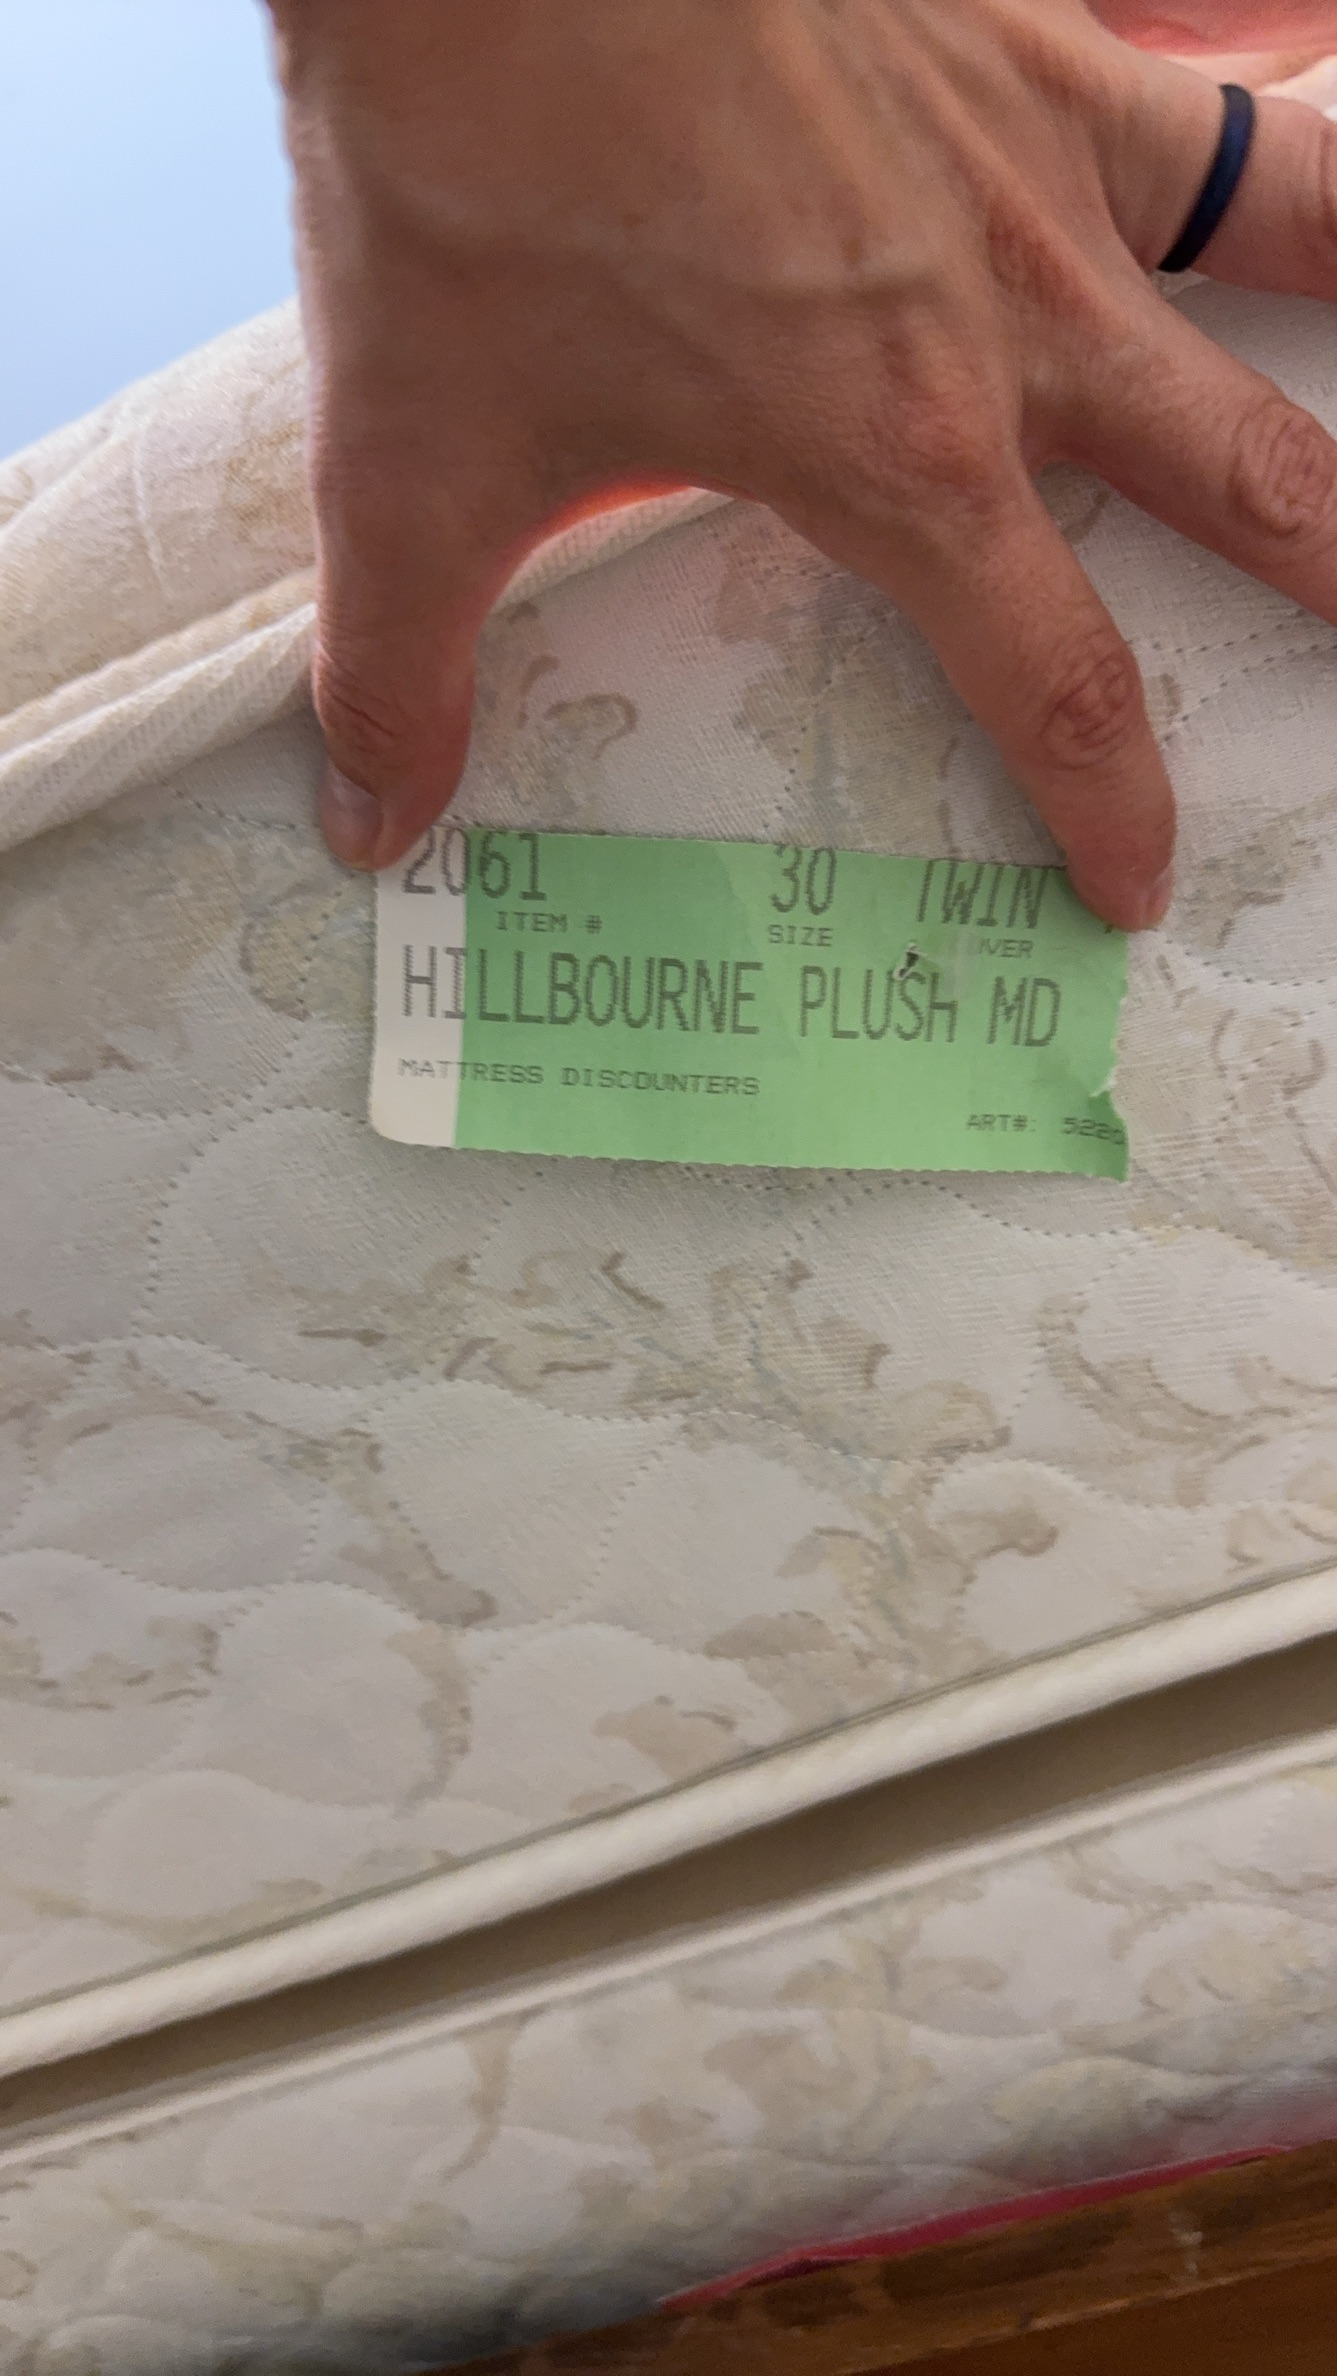 2061 30 TWIN
ITEM # SIZE
HILLBOURNE PLUSH MD
MATTRESS DISCOUNTERS
ART#: